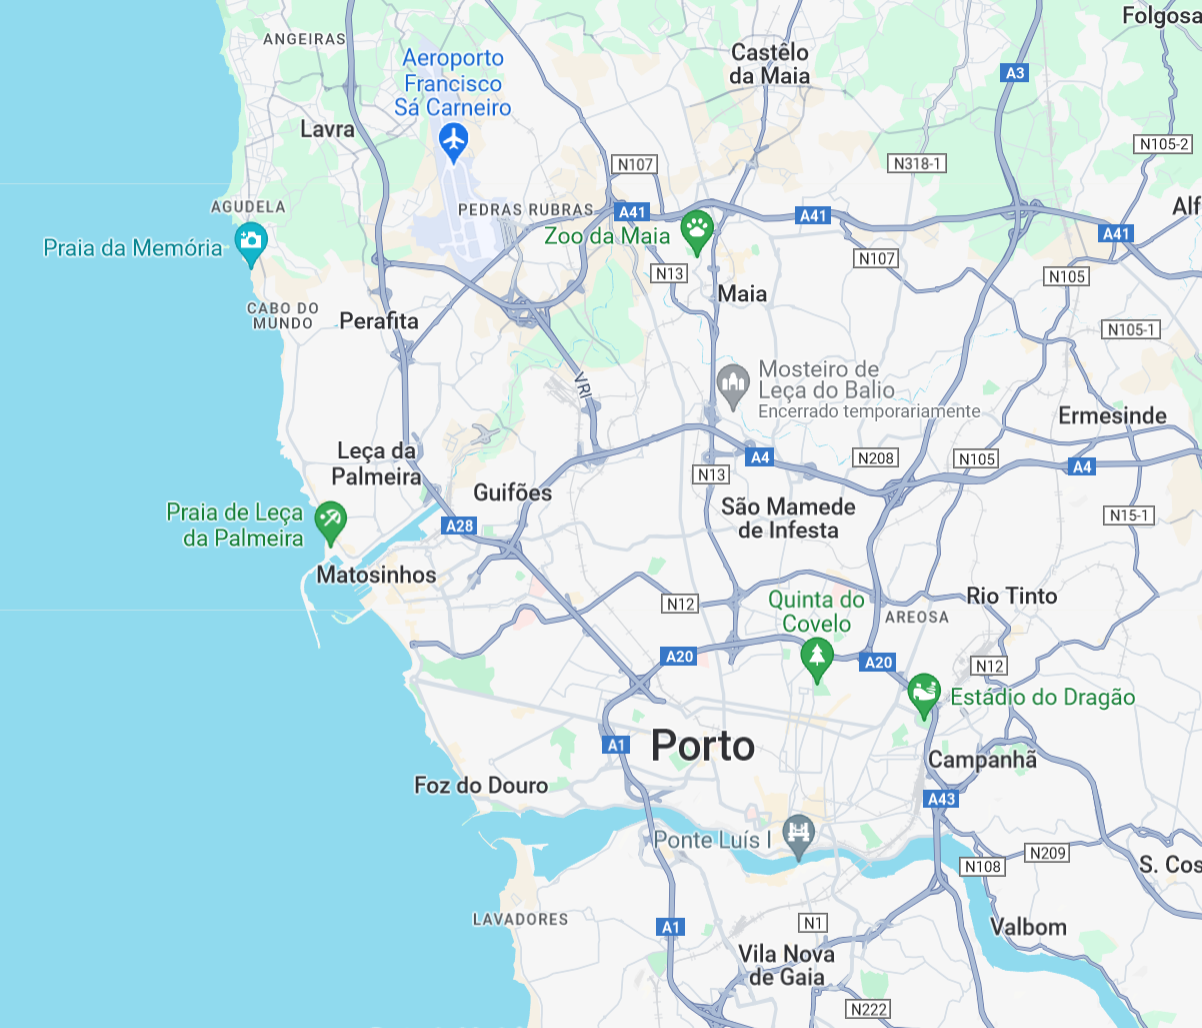 Folgosa
ANGEIRAS
Castêlo
da Maia
Aeroporto
Francisco
Sá Carneiro
A3
Lavra
N105-2
N107
N318-1
AGUDELA
PEDRAS RUBRAS
A41
A41
Alf
A41
Praia da Memória
Zoo da Maia
N107
N13
N105
Maia
CABO DO
MUNDO
Perafita
N105-1
VRI
Mosteiro de
Leça do Balio
Encerrado temporariamente
Ermesinde
Leça da
Palmeira
A4
N208
N105
A4
N13
Guifões
São Mamede
de Infesta
Praia de Leça
da Palmeira
A28
N15-1
Matosinhos
N12
Quinta do
Covelo
Rio Tinto
AREOSA
A20
A20
N12
Estádio do Dragão
A1
Porto
Campanhã
Foz do Douro
A43
Ponte Luís I
N209
N108
S. Cos
LAVADORES
N1
A1
Valbom
Vila Nova
de Gaia
N222